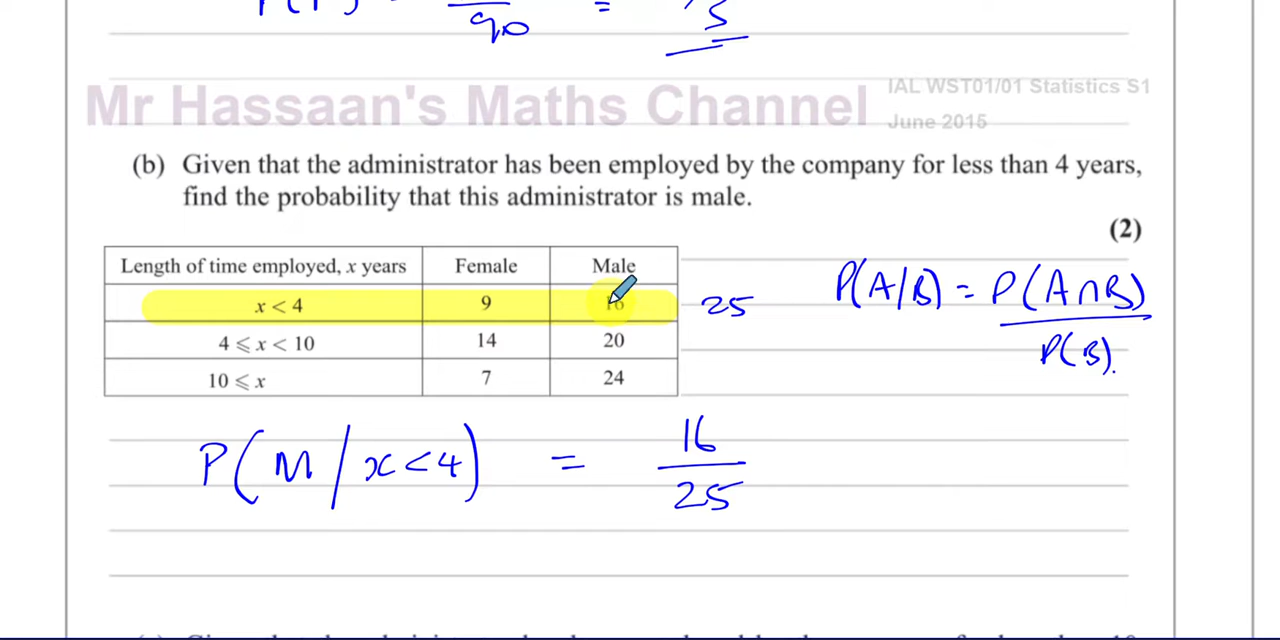 90 =
Mr Hassaan's Maths Channel
IAL WST01/01 Statistics S1
June 2015
(b) Given that the administrator has been employed by the company for less than 4 years,
find the probability that this administrator is male.
(2)
Length of time employed, x years Female Male
x < 4 9 16 25
4 ⩽ x < 10 14 20
10 ⩽ x 7 24
P(A/B) = P(A∩B)
P(B).
P(M/x<4) = 16
25